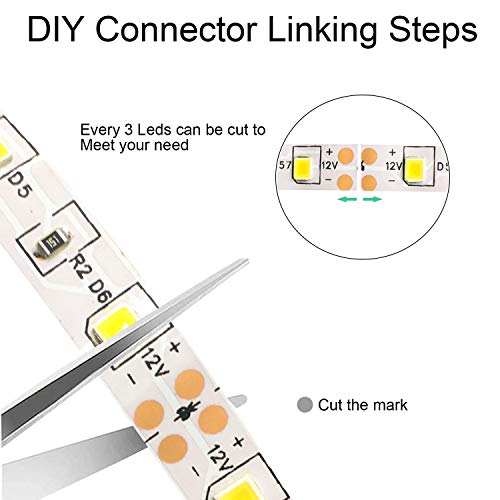 DIY Connector Linking Steps
Every 3 Leds can be cut to
Meet your need
57 12V 12V D5
+ +
- -
D5
151
R2 D6
12V + -
12V + -
Cut the mark